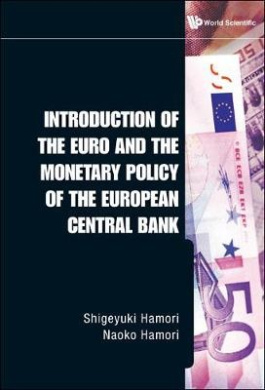 World Scientific
INTRODUCTION OF
THE EURO AND THE
MONETARY POLICY
OF THE EUROPEAN
CENTRAL BANK
Shigeyuki Hamori
Naoko Hamori
50